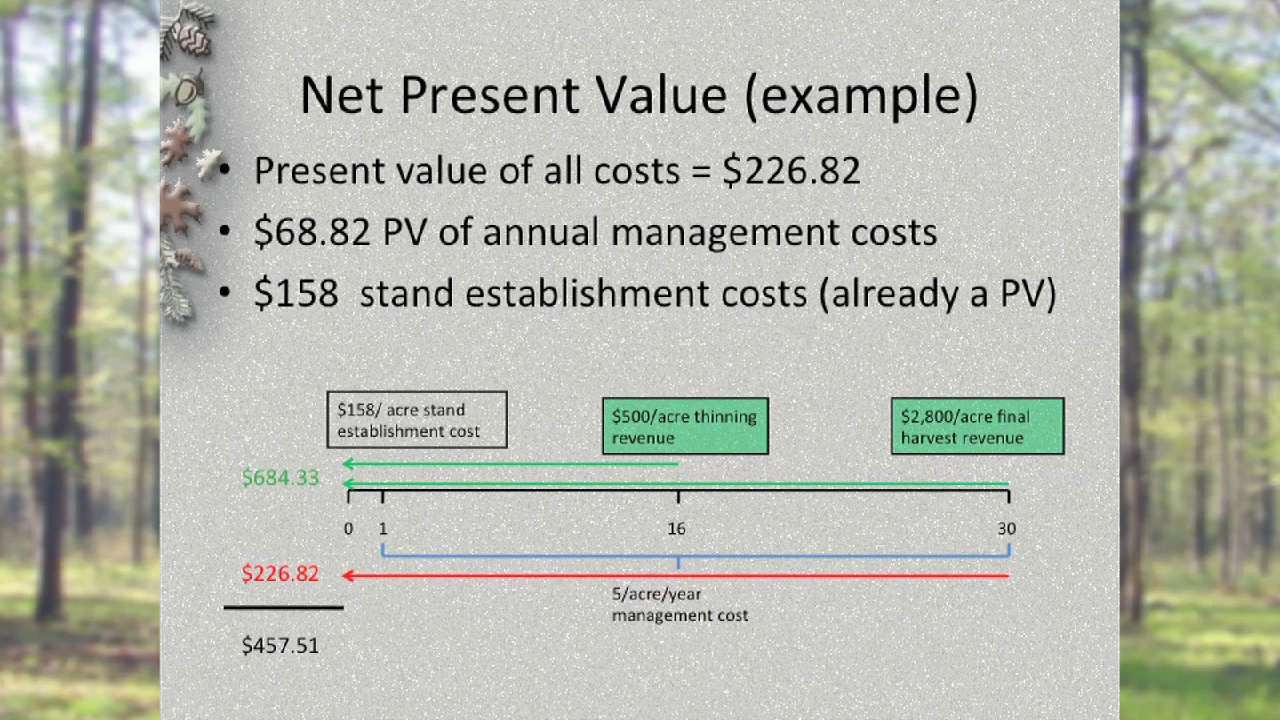 Net Present Value (example)
• Present value of all costs = $226.82
• $68.82 PV of annual management costs
• $158 stand establishment costs (already a PV)
$158/ acre stand
establishment cost
$500/acre thinning
revenue
$2,800/acre final
harvest revenue
$684.33
0 1 16 30
$226.82
5/acre/year
management cost
$457.51